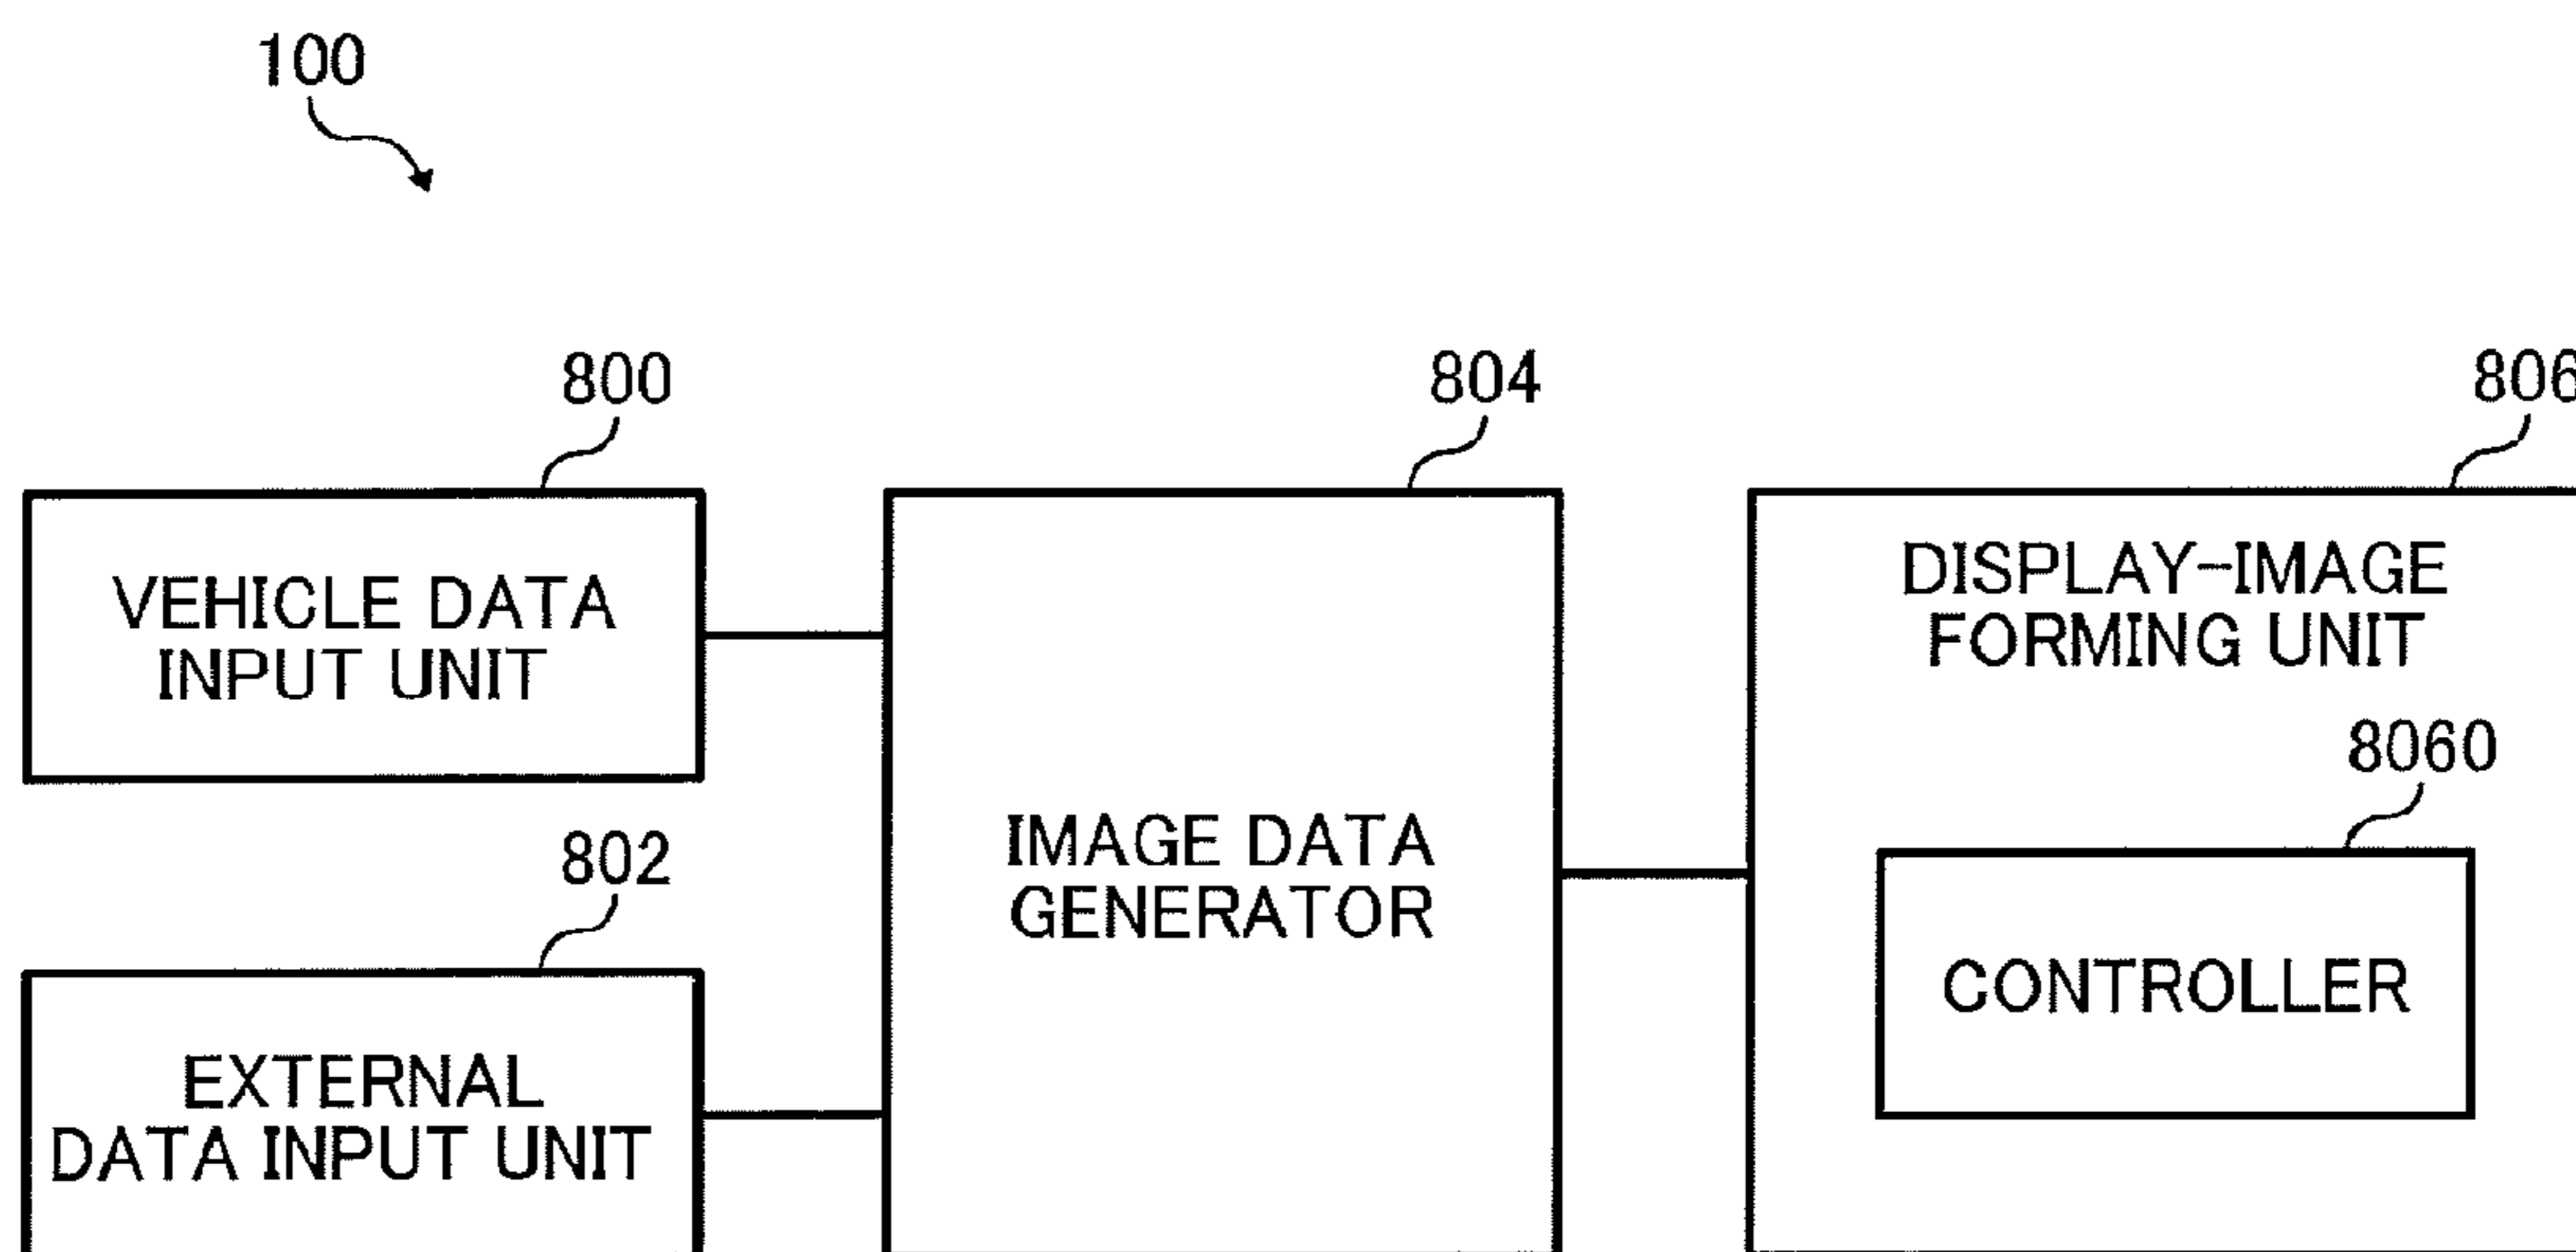 100
800
VEHICLE DATA
INPUT UNIT
802
EXTERNAL
DATA INPUT UNIT
804
IMAGE DATA
GENERATOR
806
DISPLAY-IMAGE
FORMING UNIT
8060
CONTROLLER